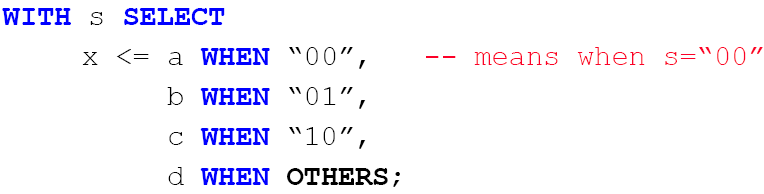 WITH s SELECT
x <= a WHEN “00”, -- means when s=“00”
b WHEN “01”,
c WHEN “10”,
d WHEN OTHERS;